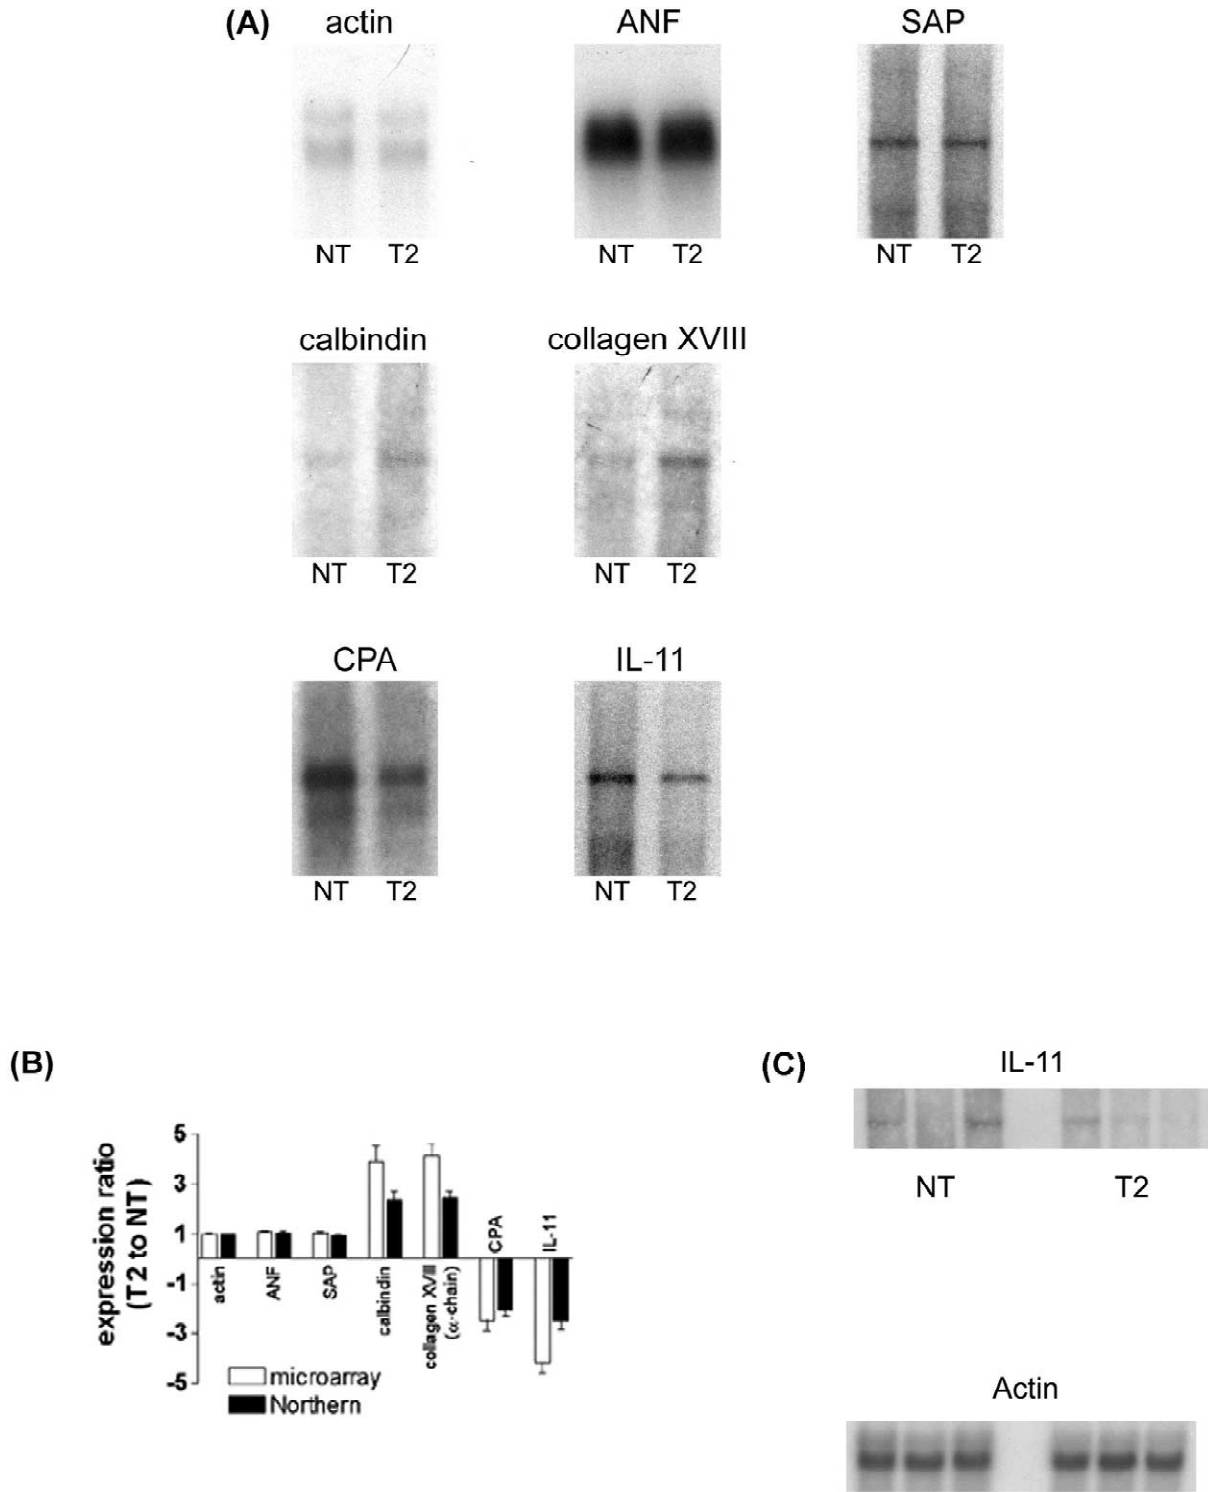 (A) actin ANF SAP
NT T2 NT T2 NT T2
calbindin collagen XVIII
NT T2 NT T2
CPA IL-11
NT T2 NT T2
(B)
expression ratio
(T2 to NT)
5
3
1
-1
-3
-5
actin
ANF
SAP
calbindin
collagen XVIII
(α-chain)
CPA
IL-11
microarray
Northern
(C) IL-11
NT T2
Actin